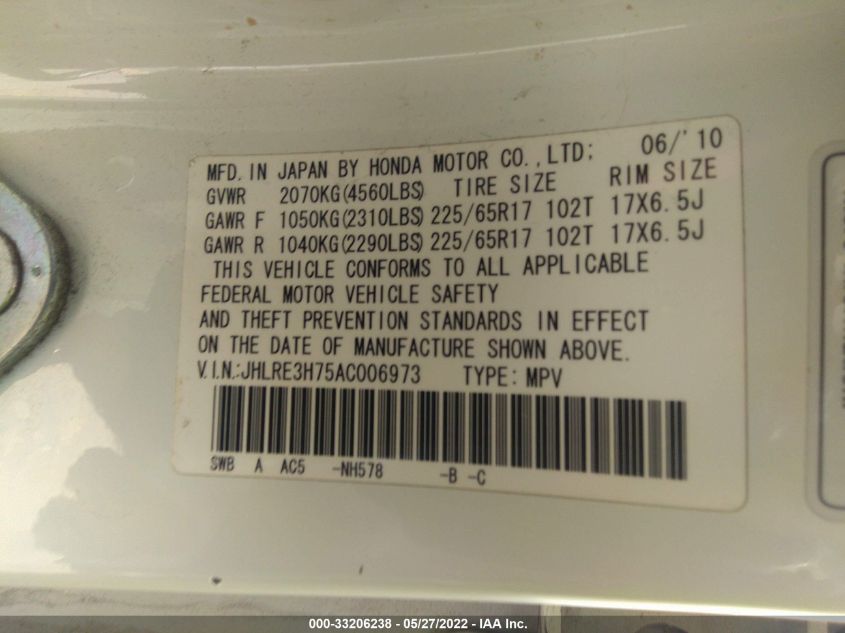 MFD. IN JAPAN BY HONDA MOTOR CO.,LTD; 06/'10
GVWR 2070KG(4560LBS) TIRE SIZE RIM SIZE
GAWR F 1050KG(2310LBS) 225/65R17 102T 17X6.5J
GAWR R 1040KG(2290LBS) 225/65R17 102T 17X6.5J
THIS VEHICLE CONFORMS TO ALL APPLICABLE
FEDERAL MOTOR VEHICLE SAFETY
AND THEFT PREVENTION STANDARDS IN EFFECT
ON THE DATE OF MANUFACTURE SHOWN ABOVE.
V.I.N.:JHLRE3H75AC006973 TYPE: MPV
SWB A AC5 -NH578 -B -C
000-33206238 - 05/27/2022 - IAA Inc.